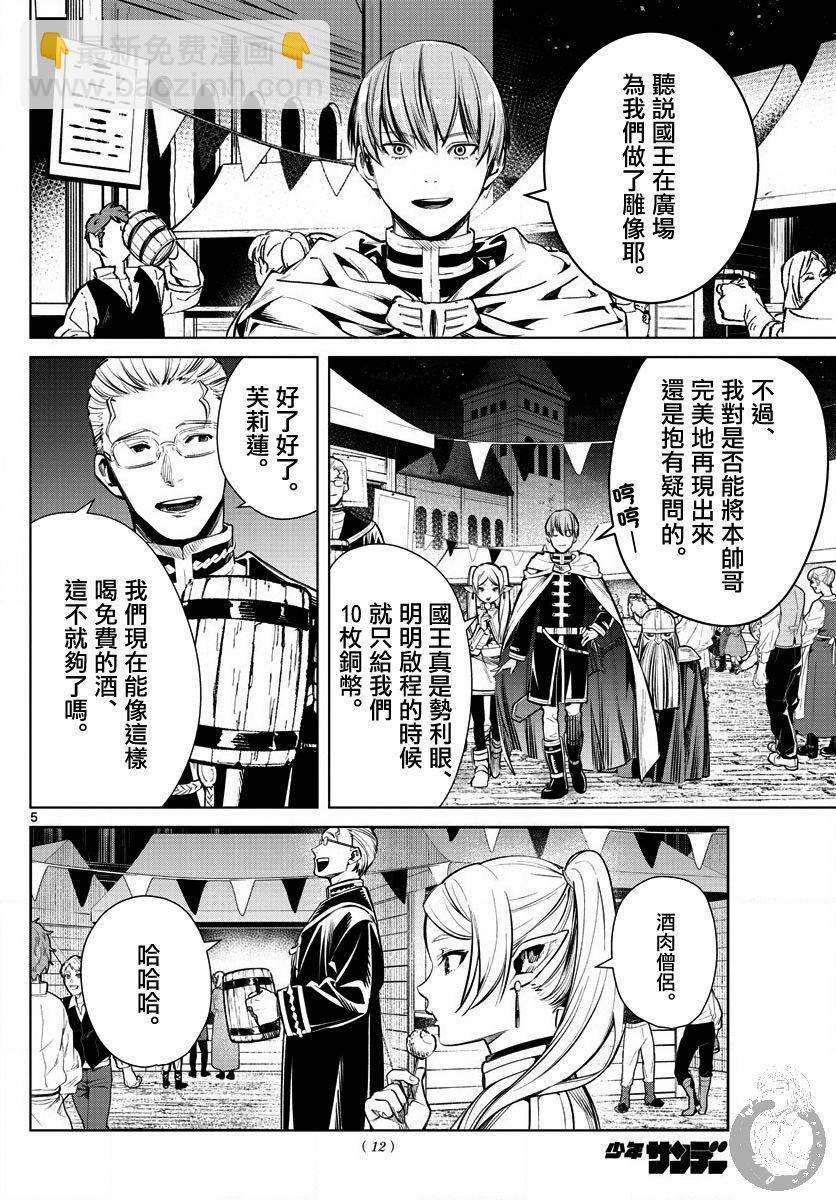 最新免费漫画
www.baozimh.com
聽説國王在廣場
為我們做了雕像耶。
不過、
我對是否能將本帥哥
完美地再現出來
還是抱有疑問的。
哼哼—
國王真是勢利眼、
明明啟程的時候
就只給我們
10枚銅幣。
好了好了。
芙莉蓮。
我們現在能像這樣
喝免費的酒、
這不就夠了嗎。
5
酒肉僧侶。
哈哈哈。
(12)
少年サンデー